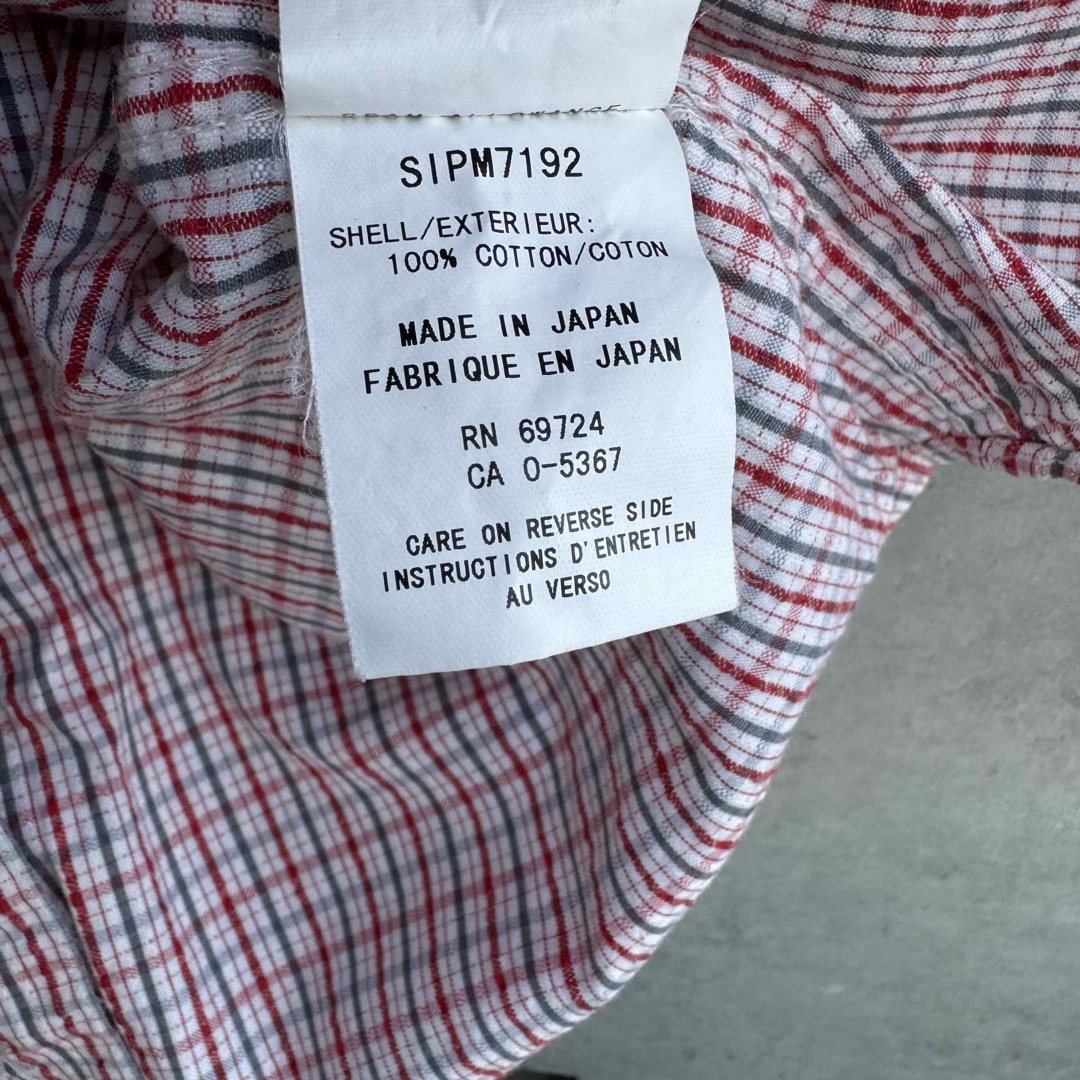 SIPM7192
SHELL/EXTERIEUR:
100% COTTON/COTON
MADE IN JAPAN
FABRIQUE EN JAPAN
RN 69724
CA 0-5367
CARE ON REVERSE SIDE
INSTRUCTIONS D'ENTRETIEN
AU VERSO